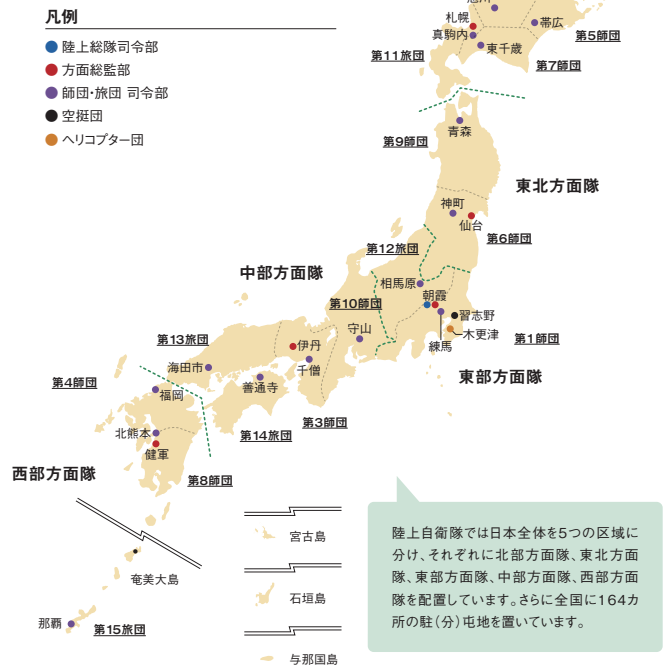 凡例
陸上総隊司令部
方面総監部
師団・旅団 司令部
空挺団
ヘリコプター団
札幌
真駒内
帯広
東千歳
第5師団
第11旅団
第7師団
青森
第9師団
東北方面隊
神町
仙台
第6師団
第12旅団
中部方面隊
相馬原
第10師団
朝霞
習志野
木更津
守山
練馬
第1師団
第13旅団
伊丹
東部方面隊
海田市
千僧
第4師団
福岡
善通寺
第3師団
北熊本
第14旅団
健軍
西部方面隊
第8師団
宮古島
奄美大島
石垣島
那覇
第15旅団
与那国島
陸上自衛隊では日本全体を5つの区域に
分け、それぞれに北部方面隊、東北方面
隊、東部方面隊、中部方面隊、西部方面
隊を配置しています。さらに全国に164カ
所の駐(分)屯地を置いています。